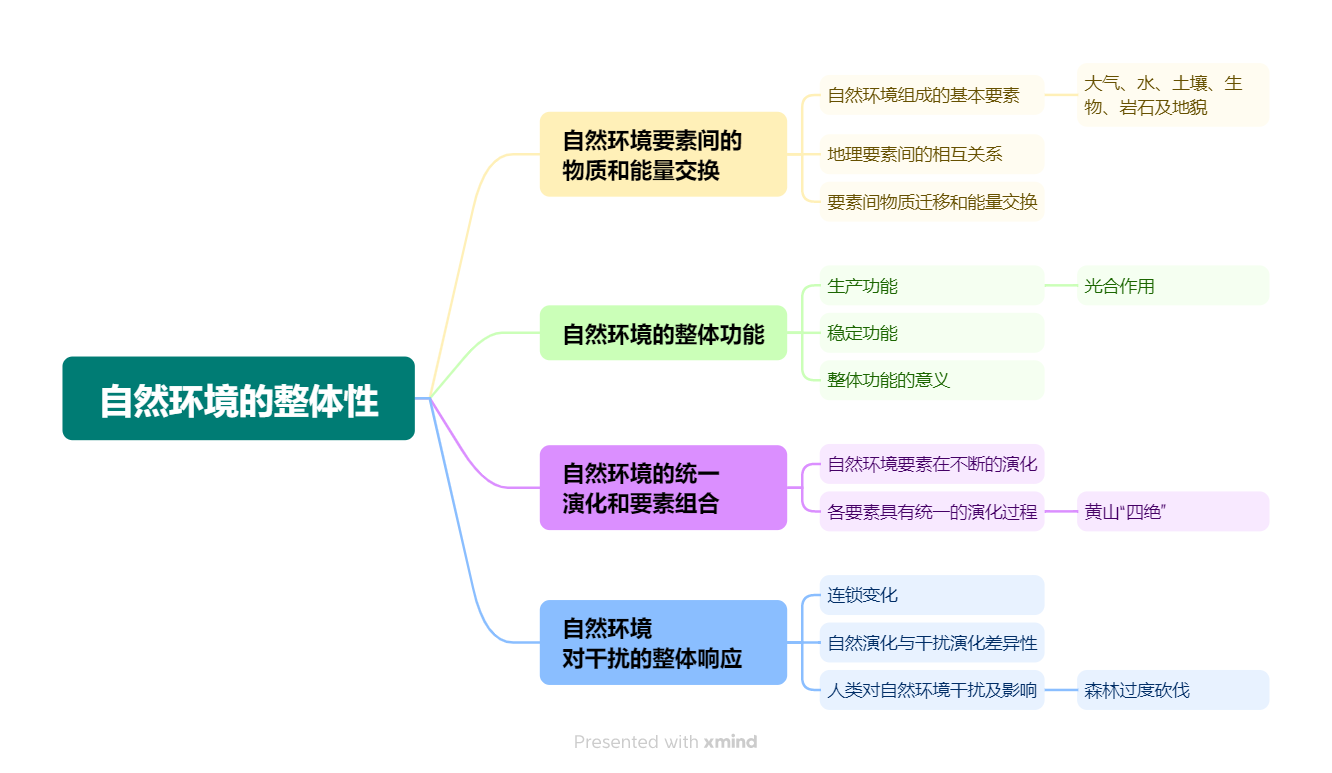 自然环境的整体性
自然环境要素间的
物质和能量交换
自然环境组成的基本要素
大气、水、土壤、生
物、岩石及地貌
地理要素间的相互关系
要素间物质迁移和能量交换
自然环境的整体功能
生产功能
光合作用
稳定功能
整体功能的意义
自然环境的统一
演化和要素组合
自然环境要素在不断的演化
各要素具有统一的演化过程
黄山“四绝”
自然环境
对干扰的整体响应
连锁变化
自然演化与干扰演化差异性
人类对自然环境干扰及影响
森林过度砍伐
Presented with xmind